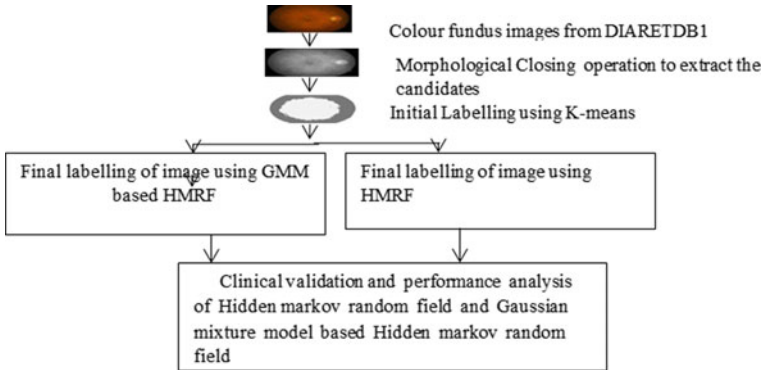 Colour fundus images from DIARETDB1
Morphological Closing operation to extract the
candidates
Initial Labelling using K-means
Final labelling of image using GMM
based HMRF
Final labelling of image using
HMRF
Clinical validation and performance analysis
of Hidden markov random field and Gaussian
mixture model based Hidden markov random
field